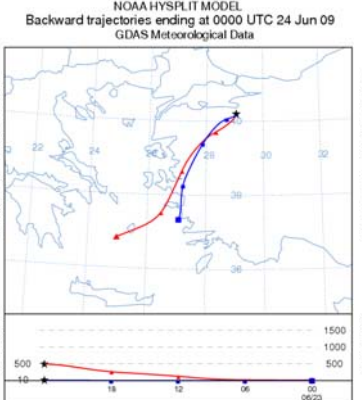 NOAA HYSPLIT MODEL
Backward trajectories ending at 0000 UTC 24 Jun 09
GDAS Meteorological Data
22 24 28 30 32
38
36
1500
1000
500 500
10
18 12 06 00
06/23